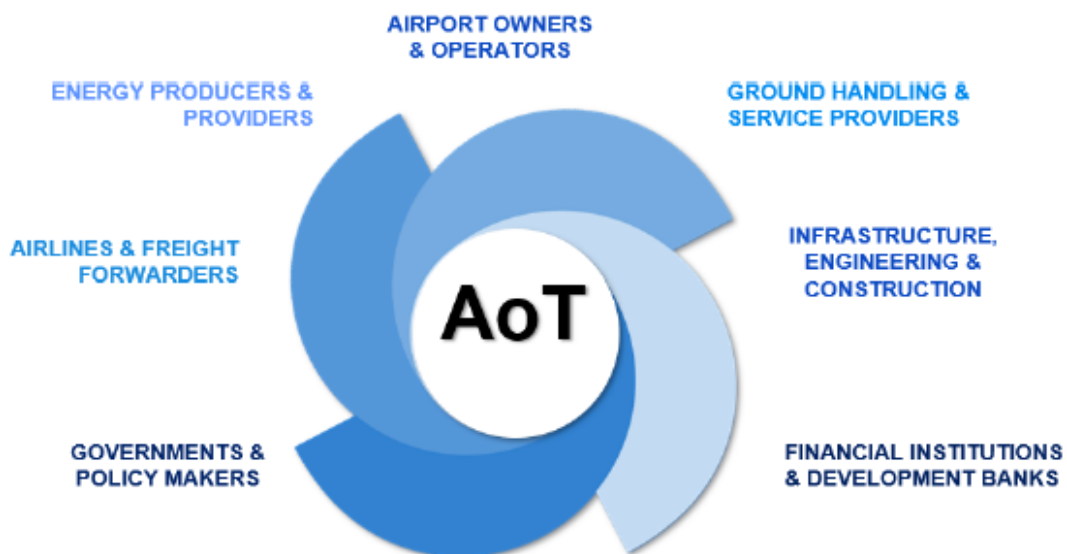 AIRPORT OWNERS
& OPERATORS
ENERGY PRODUCERS &
PROVIDERS
GROUND HANDLING &
SERVICE PROVIDERS
AIRLINES & FREIGHT
FORWARDERS
INFRASTRUCTURE,
ENGINEERING &
CONSTRUCTION
AoT
GOVERNMENTS &
POLICY MAKERS
FINANCIAL INSTITUTIONS
& DEVELOPMENT BANKS